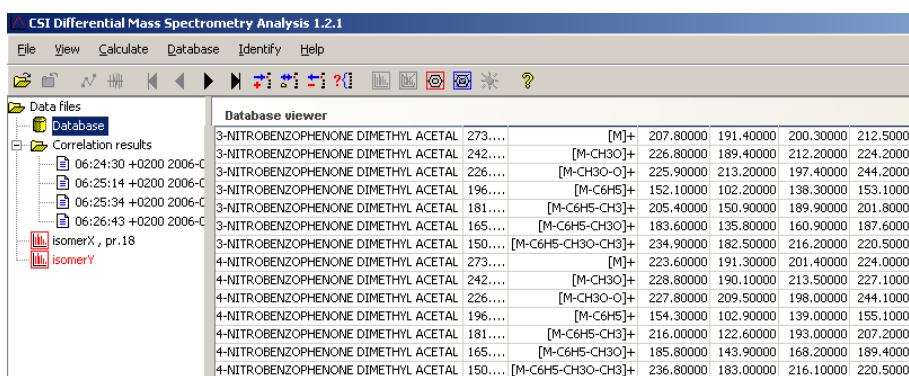 CSI Differential Mass Spectrometry Analysis 1.2.1
File View Calculate Database Identify Help
Data files
Database
Correlation results
06:24:30 +0200 2006-0
06:25:14 +0200 2006-0
06:25:34 +0200 2006-0
06:26:43 +0200 2006-0
isomerX , pr.18
isomerY
Database viewer
3-NITROBENZOPHENONE DIMETHYL ACETAL 273.... [M]+ 207.80000 191.40000 200.30000 212.5000
3-NITROBENZOPHENONE DIMETHYL ACETAL 242.... [M-CH3O]+ 226.80000 189.40000 212.20000 224.2000
3-NITROBENZOPHENONE DIMETHYL ACETAL 226.... [M-CH3O-O]+ 225.90000 213.20000 197.40000 244.2000
3-NITROBENZOPHENONE DIMETHYL ACETAL 196.... [M-C6H5]+ 152.10000 102.20000 138.30000 153.1000
3-NITROBENZOPHENONE DIMETHYL ACETAL 181.... [M-C6H5-CH3]+ 205.40000 150.90000 189.90000 201.8000
3-NITROBENZOPHENONE DIMETHYL ACETAL 165.... [M-C6H5-CH3O]+ 183.60000 135.80000 160.90000 187.6000
3-NITROBENZOPHENONE DIMETHYL ACETAL 150.... [M-C6H5-CH3O-CH3]+ 234.90000 182.50000 216.20000 220.5000
4-NITROBENZOPHENONE DIMETHYL ACETAL 273.... [M]+ 223.60000 191.30000 201.40000 224.0000
4-NITROBENZOPHENONE DIMETHYL ACETAL 242.... [M-CH3O]+ 228.80000 190.10000 213.50000 227.1000
4-NITROBENZOPHENONE DIMETHYL ACETAL 226.... [M-CH3O-O]+ 227.80000 209.50000 198.00000 244.1000
4-NITROBENZOPHENONE DIMETHYL ACETAL 196.... [M-C6H5]+ 154.30000 102.90000 139.00000 155.1000
4-NITROBENZOPHENONE DIMETHYL ACETAL 181.... [M-C6H5-CH3]+ 216.00000 122.60000 193.00000 207.2000
4-NITROBENZOPHENONE DIMETHYL ACETAL 165.... [M-C6H5-CH3O]+ 185.80000 143.90000 168.20000 189.4000
4-NITROBENZOPHENONE DIMETHYL ACETAL 150.... [M-C6H5-CH3O-CH3]+ 236.80000 183.00000 216.10000 220.5000